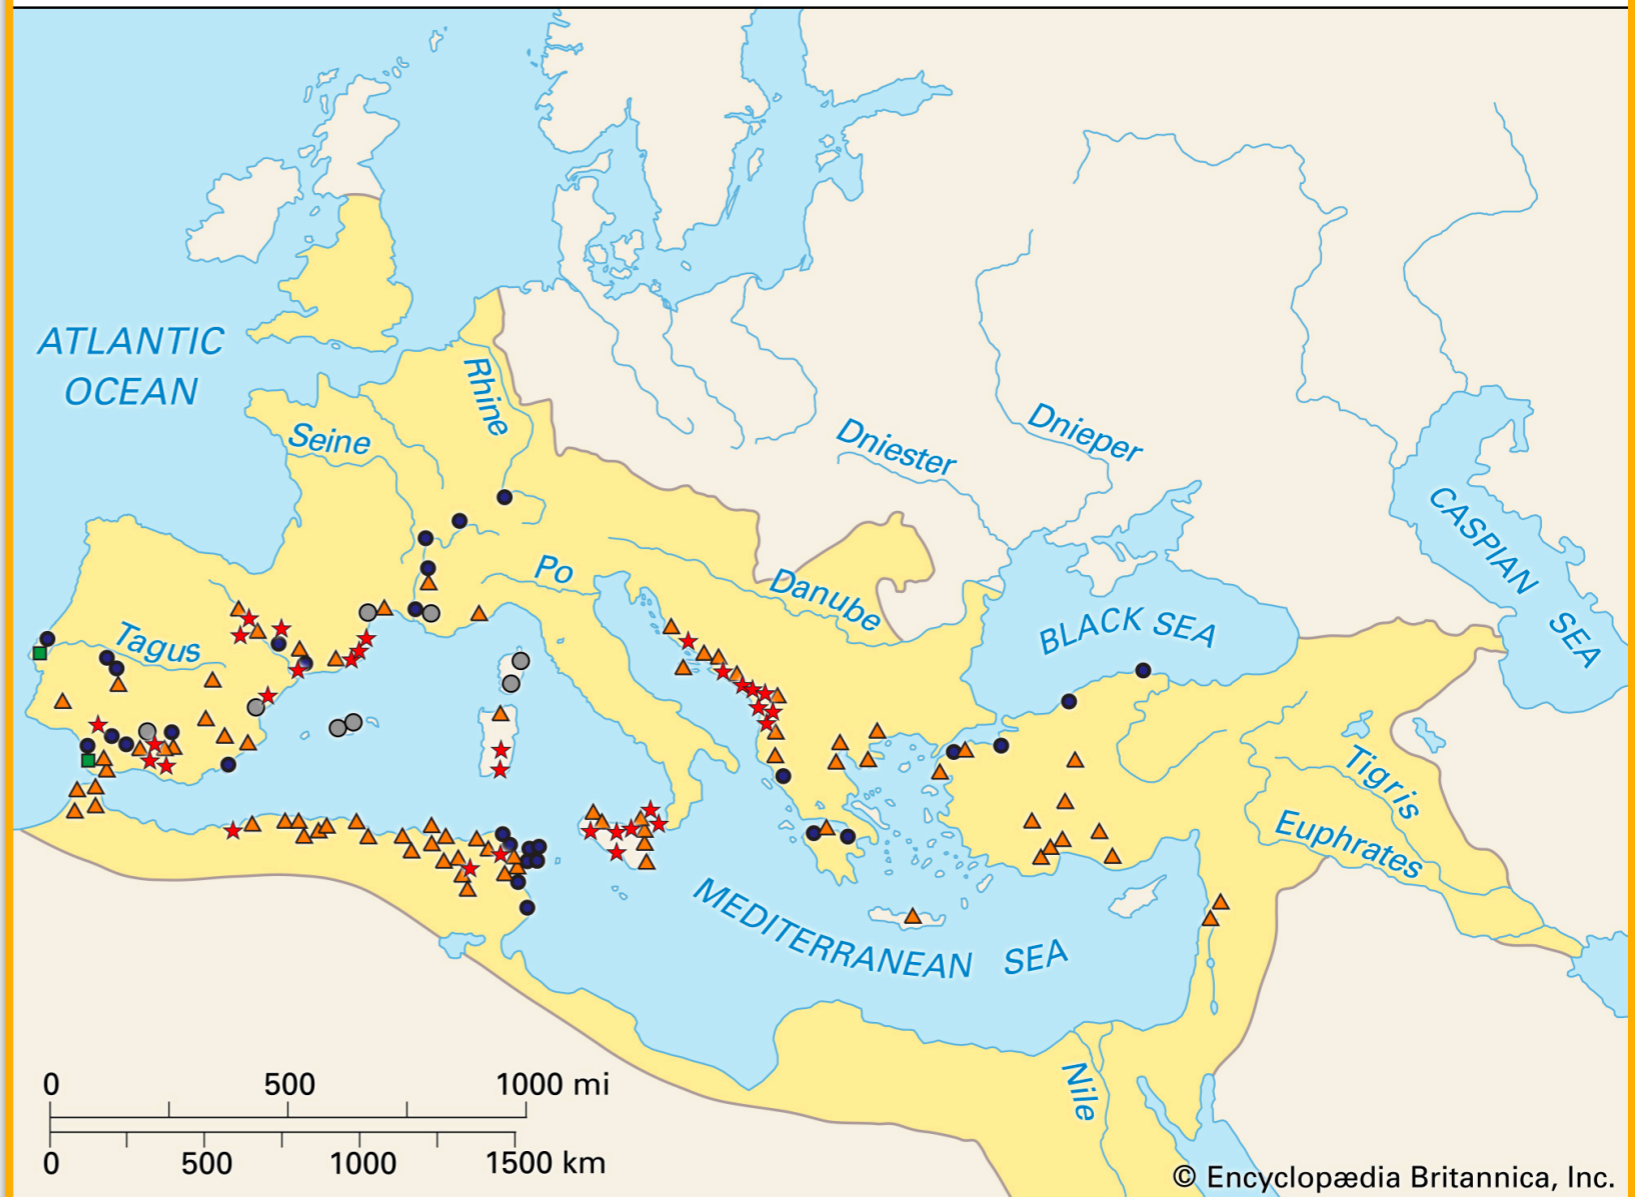 ATLANTIC
OCEAN
Rhine
Seine
Dniester
Dnieper
CASPIAN SEA
Po
Danube
BLACK SEA
Tagus
Tigris
Euphrates
MEDITERRANEAN SEA
Nile
0 500 1000 mi
0 500 1000 1500 km
© Encyclopædia Britannica, Inc.